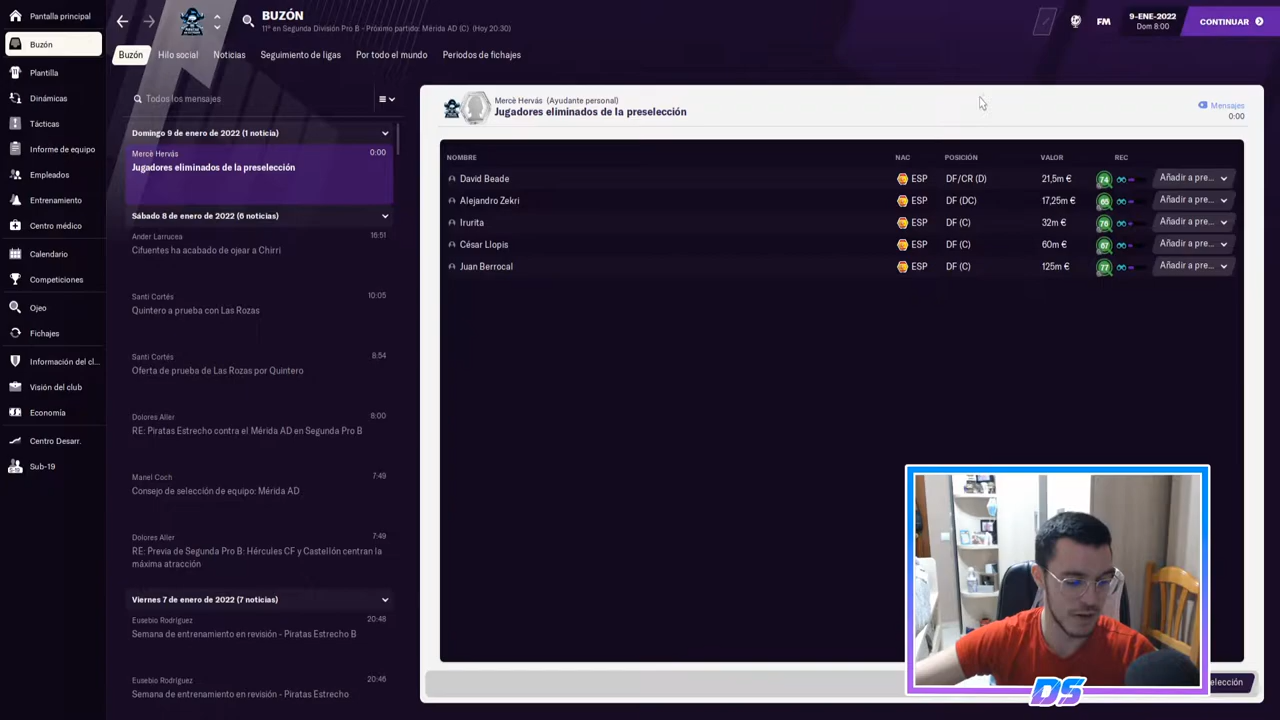 Pantalla principal
Buzón
Plantilla
Dinámicas
Tácticas
Informe de equipo
Empleados
Entrenamiento
Centro médico
Calendario
Competiciones
Ojeo
Fichajes
Información del cl...
Visión del club
Economía
Centro Desarr.
Sub-19
BUZÓN
11º en Segunda División Pro B - Próximo partido: Mérida AD (C) (Hoy 20:30)
FM
9-ENE-2022
Dom 8:00
CONTINUAR
Buzón Hilo social Noticias Seguimiento de ligas Por todo el mundo Periodos de fichajes
Todos los mensajes
Domingo 9 de enero de 2022 (1 noticia)
Mercè Hervás 0:00
Jugadores eliminados de la preselección
Sábado 8 de enero de 2022 (6 noticias)
Ander Larrucea 16:51
Cifuentes ha acabado de ojear a Chirri
Santi Cortés 10:05
Quintero a prueba con Las Rozas
Santi Cortés 8:54
Oferta de prueba de Las Rozas por Quintero
Dolores Aller 8:00
RE: Piratas Estrecho contra el Mérida AD en Segunda Pro B
Manel Coch 7:49
Consejo de selección de equipo: Mérida AD
Dolores Aller 7:49
RE: Previa de Segunda Pro B: Hércules CF y Castellón centran la
máxima atracción
Viernes 7 de enero de 2022 (7 noticias)
Eusebio Rodríguez 20:48
Semana de entrenamiento en revisión - Piratas Estrecho B
Eusebio Rodríguez 20:46
Semana de entrenamiento en revisión - Piratas Estrecho
Mercè Hervás (Ayudante personal)
Jugadores eliminados de la preselección
Mensajes
0:00
NOMBRE NAC POSICIÓN VALOR REC
David Beade ESP DF/CR (D) 21,5m € 74 Añadir a pre...
Alejandro Zekri ESP DF (DC) 17,25m € 65 Añadir a pre...
Irurita ESP DF (C) 32m € 76 Añadir a pre...
César Llopis ESP DF (C) 60m € 67 Añadir a pre...
Juan Berrocal ESP DF (C) 125m € 77 Añadir a pre...
elección
DS